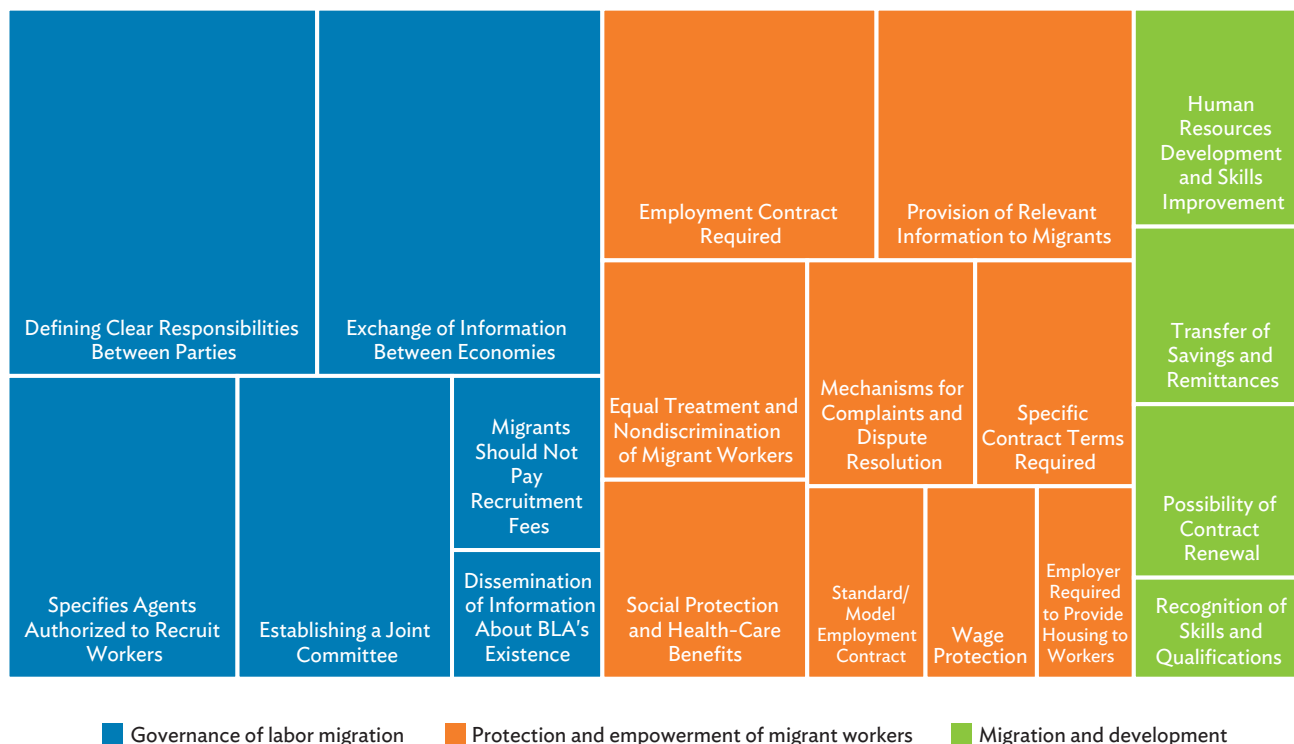 Defining Clear Responsibilities
Between Parties
Exchange of Information
Between Economies
Specifies Agents
Authorized to Recruit
Workers
Establishing a Joint
Committee
Migrants
Should Not
Pay
Recruitment
Fees
Dissemination
of Information
About BLA's
Existence
Employment Contract
Required
Provision of Relevant
Information to Migrants
Equal Treatment and
Nondiscrimination
of Migrant Workers
Mechanisms for
Complaints and
Dispute
Resolution
Specific
Contract Terms
Required
Social Protection
and Health-Care
Benefits
Standard/
Model
Employment
Contract
Wage
Protection
Employer
Required
to Provide
Housing to
Workers
Human
Resources
Development
and Skills
Improvement
Transfer of
Savings and
Remittances
Possibility of
Contract
Renewal
Recognition of
Skills and
Qualifications
Governance of labor migration
Protection and empowerment of migrant workers
Migration and development